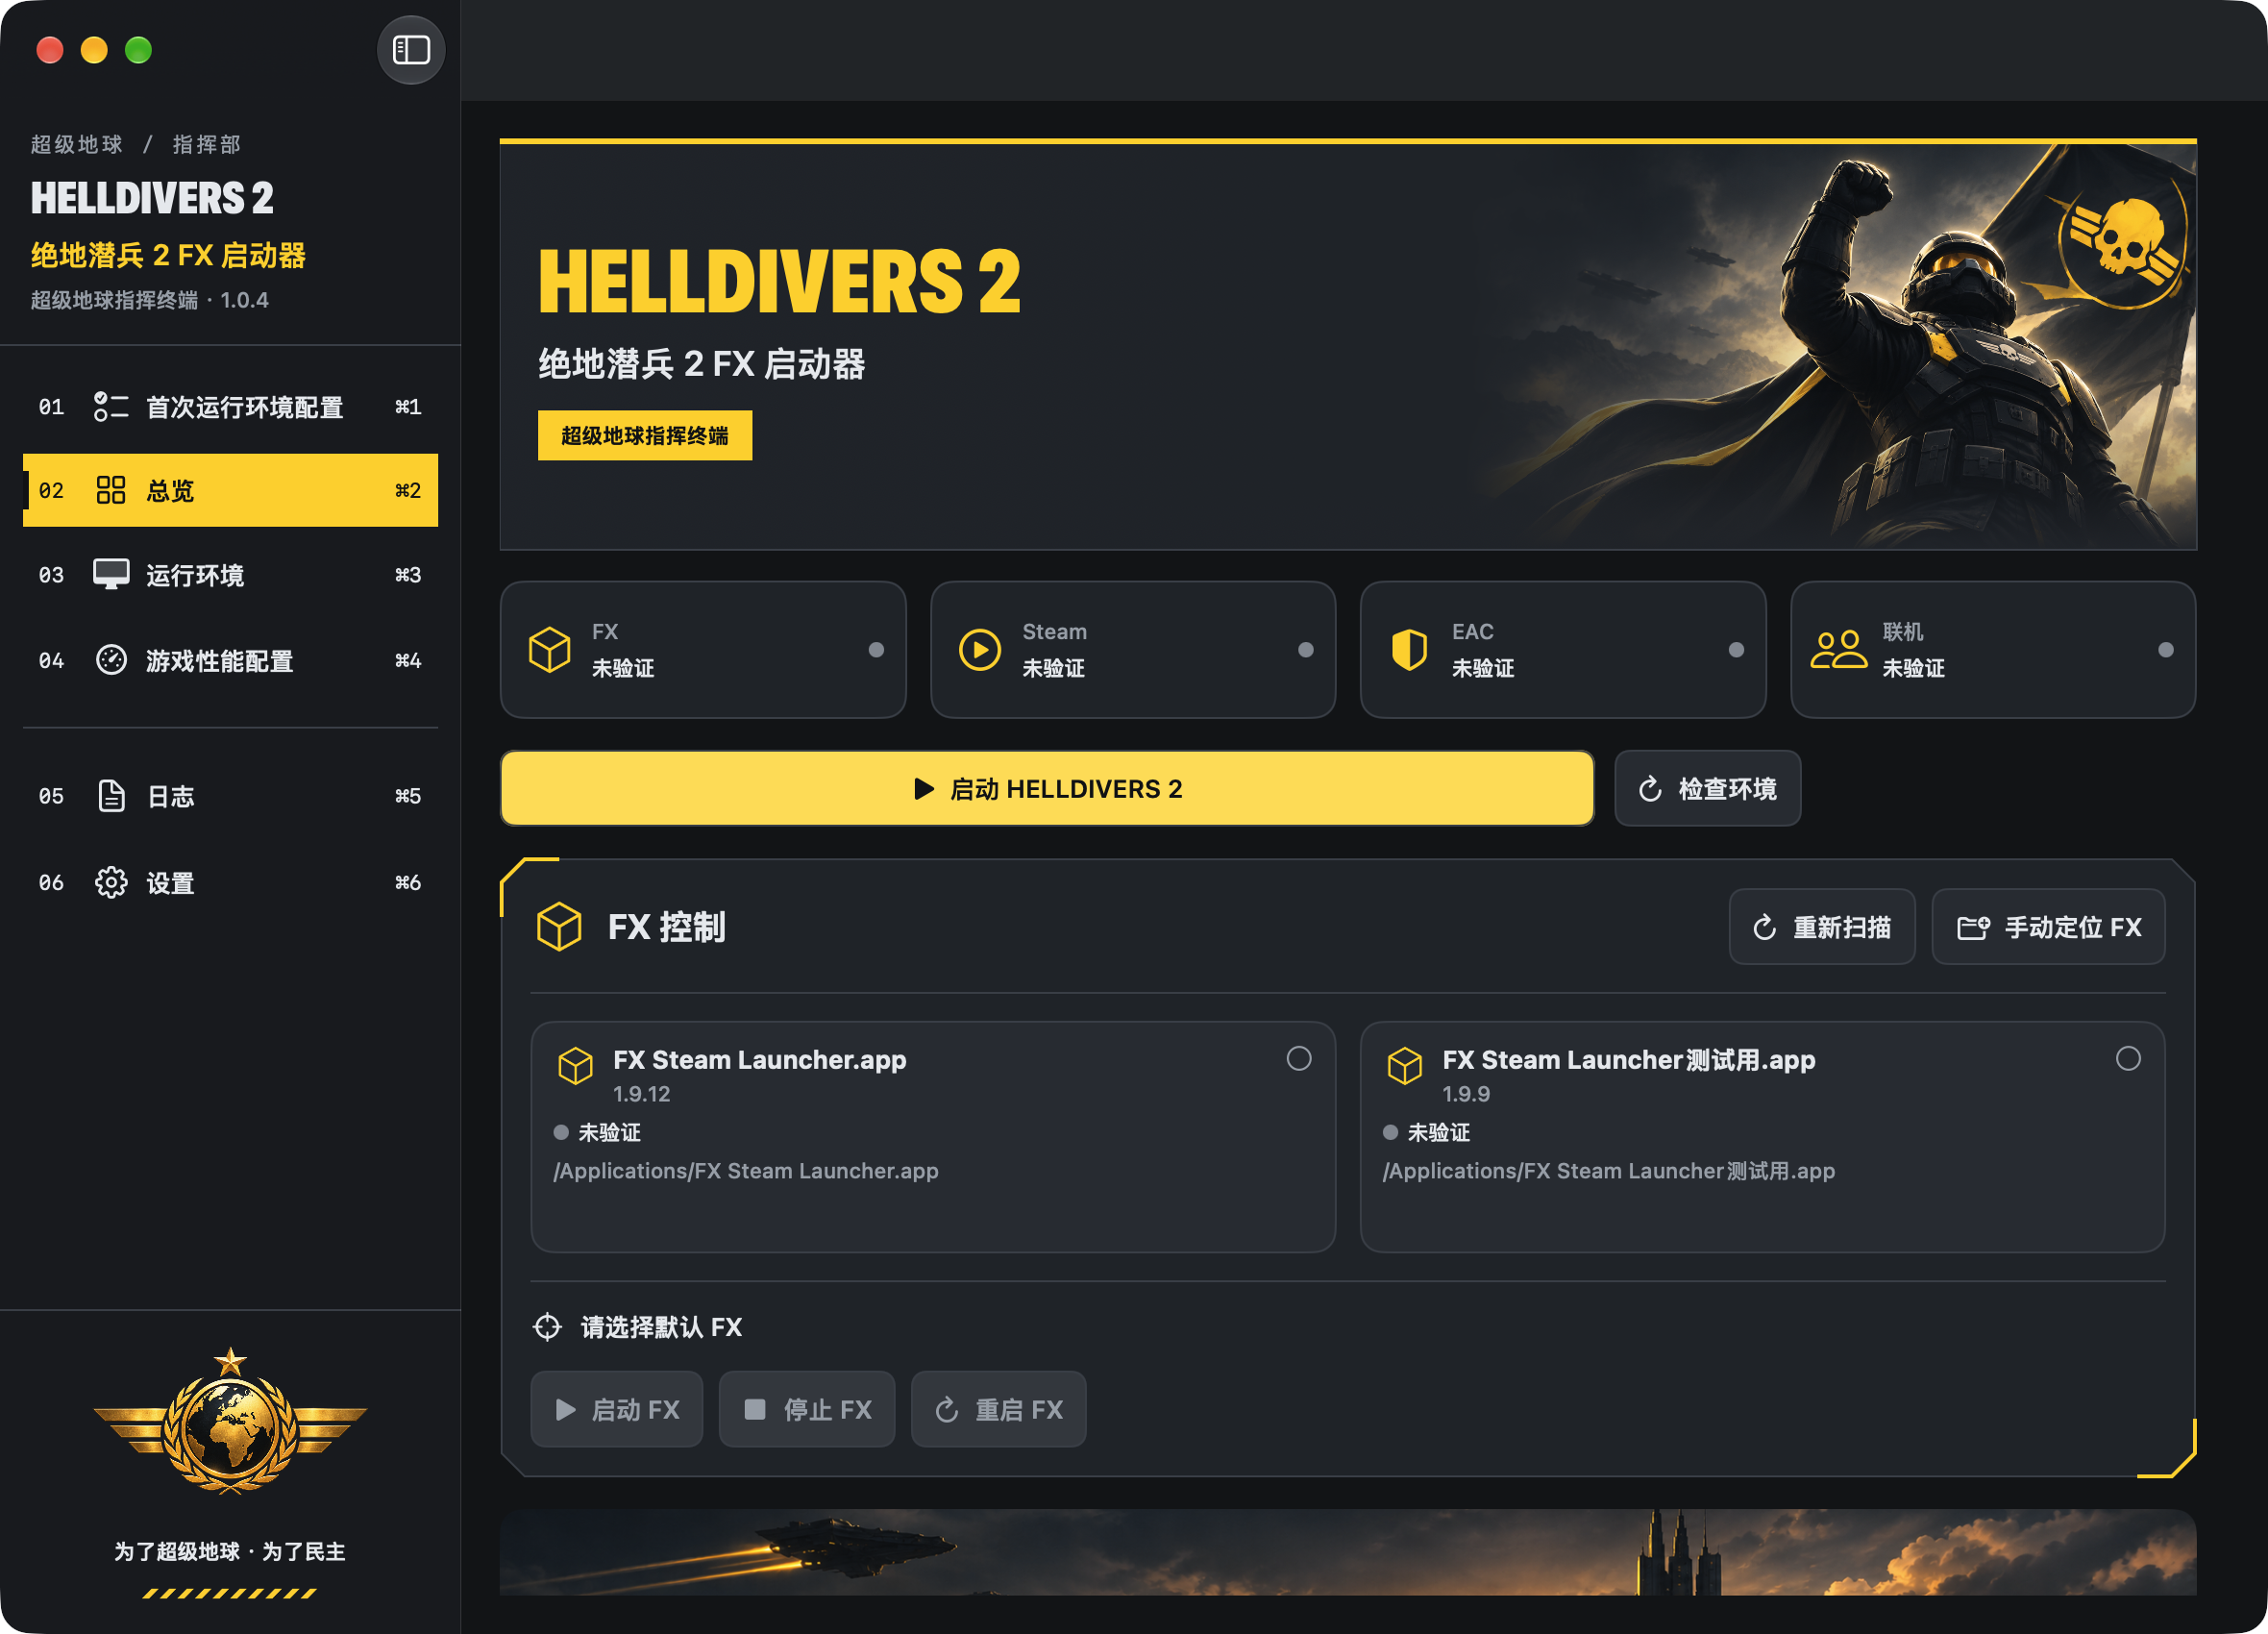 超级地球 / 指挥部
HELLDIVERS 2
绝地潜兵 2 FX 启动器
超级地球指挥终端 · 1.0.4
01 首次运行环境配置 ⌘1
02 总览 ⌘2
03 运行环境 ⌘3
04 游戏性能配置 ⌘4
05 日志 ⌘5
06 设置 ⌘6
为了超级地球 · 为了民主
HELLDIVERS 2
绝地潜兵 2 FX 启动器
超级地球指挥终端
FX
未验证
Steam
未验证
EAC
未验证
联机
未验证
启动 HELLDIVERS 2
检查环境
FX 控制
重新扫描
手动定位 FX
FX Steam Launcher.app
1.9.12
未验证
/Applications/FX Steam Launcher.app
FX Steam Launcher测试用.app
1.9.9
未验证
/Applications/FX Steam Launcher测试用.app
请选择默认 FX
启动 FX
停止 FX
重启 FX